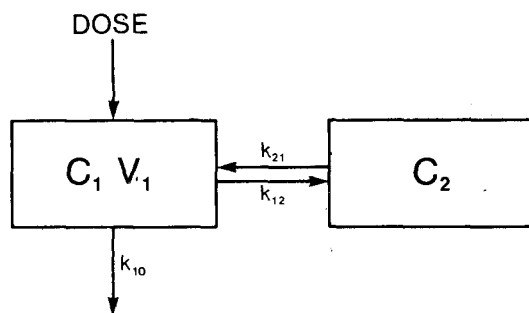 DOSE
k₂₁
C₁ V₁
C₂
k₁₂
k₁₀